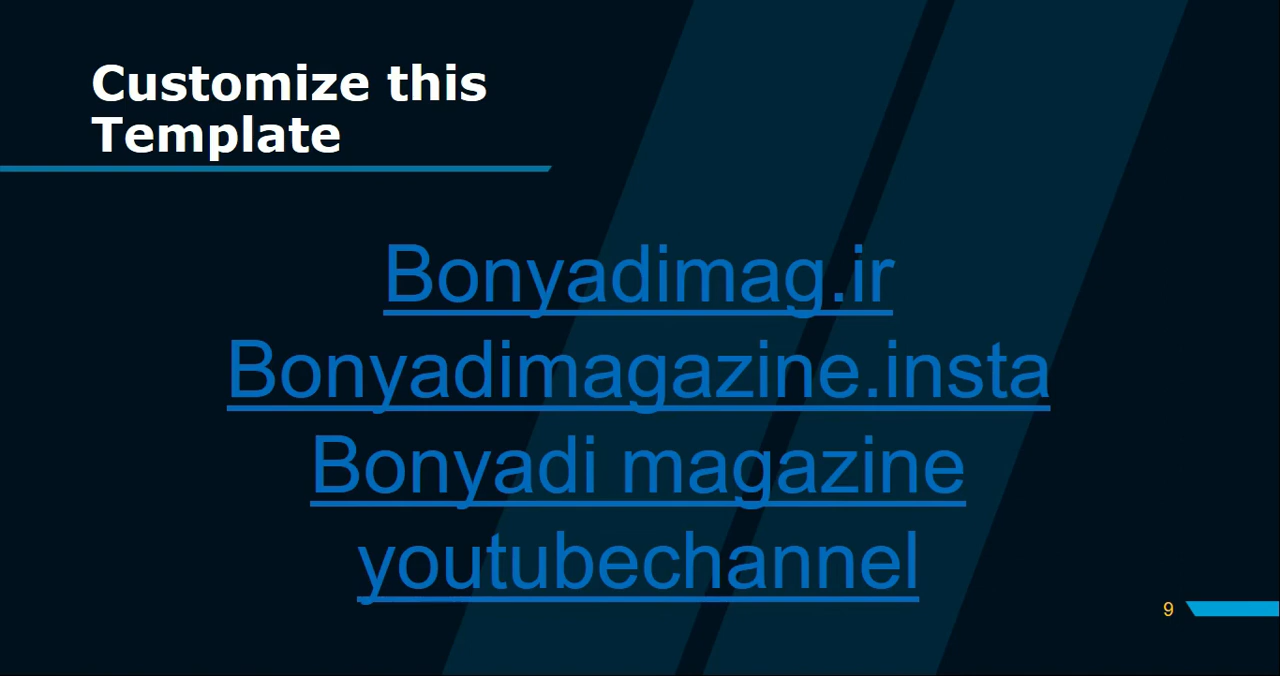 Customize this
Template
Bonyadimag.ir
Bonyadimagazine.insta
Bonyadi magazine
youtubechannel
9